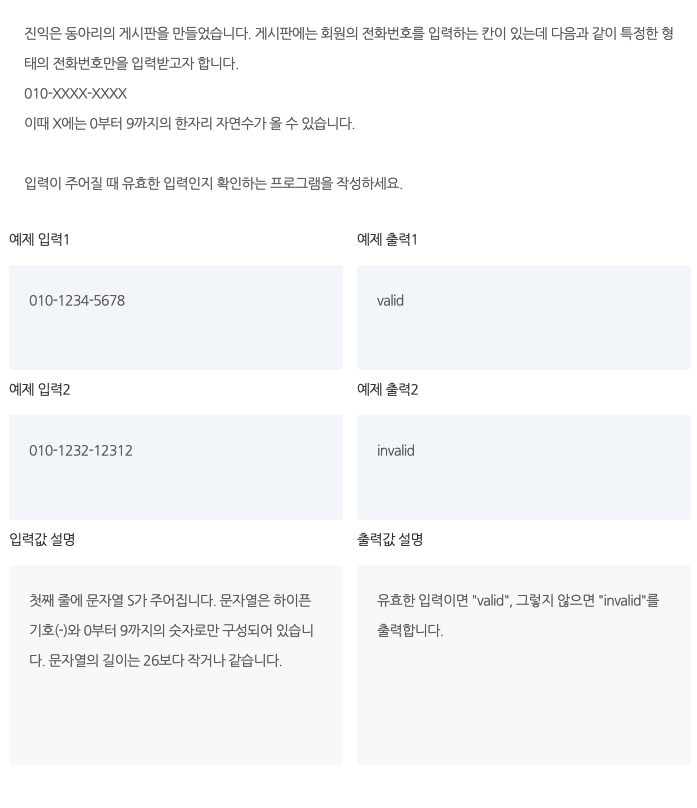 진익은 동아리의 게시판을 만들었습니다. 게시판에는 회원의 전화번호를 입력하는 칸이 있는데 다음과 같이 특정한 형
태의 전화번호만을 입력받고자 합니다.
010-XXXX-XXXX
이때 X에는 0부터 9까지의 한자리 자연수가 올 수 있습니다.
입력이 주어질 때 유효한 입력인지 확인하는 프로그램을 작성하세요.
예제 입력1
예제 출력1
010-1234-5678
valid
예제 입력2
예제 출력2
010-1232-12312
invalid
입력값 설명
출력값 설명
첫째 줄에 문자열 S가 주어집니다. 문자열은 하이픈
기호(-)와 0부터 9까지의 숫자로만 구성되어 있습니
다. 문자열의 길이는 26보다 작거나 같습니다.
유효한 입력이면 "valid", 그렇지 않으면 "invalid"를
출력합니다.